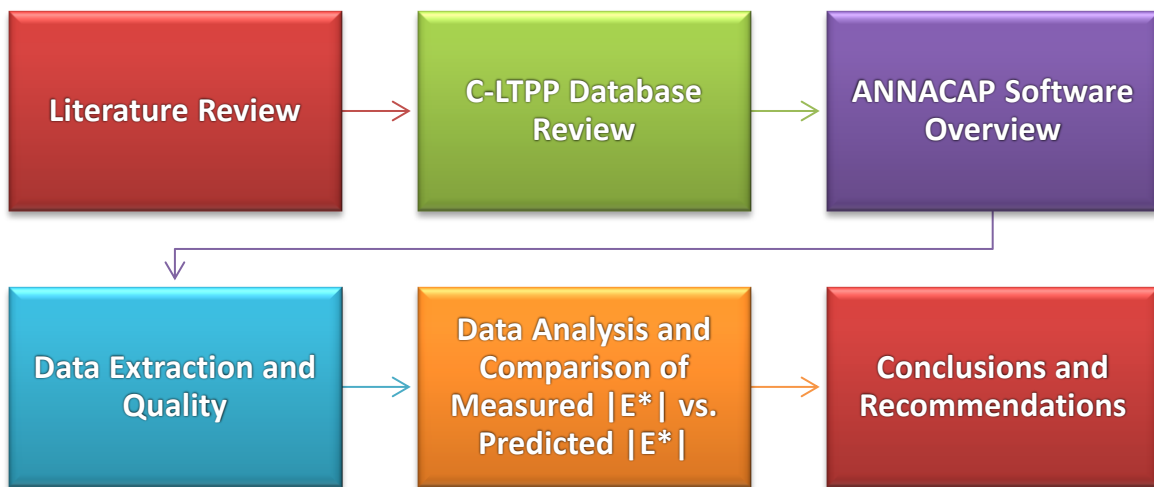 Literature Review
C-LTPP Database
Review
ANNACAP Software
Overview
Data Extraction and
Quality
Data Analysis and
Comparison of
Measured |E*| vs.
Predicted |E*|
Conclusions and
Recommendations